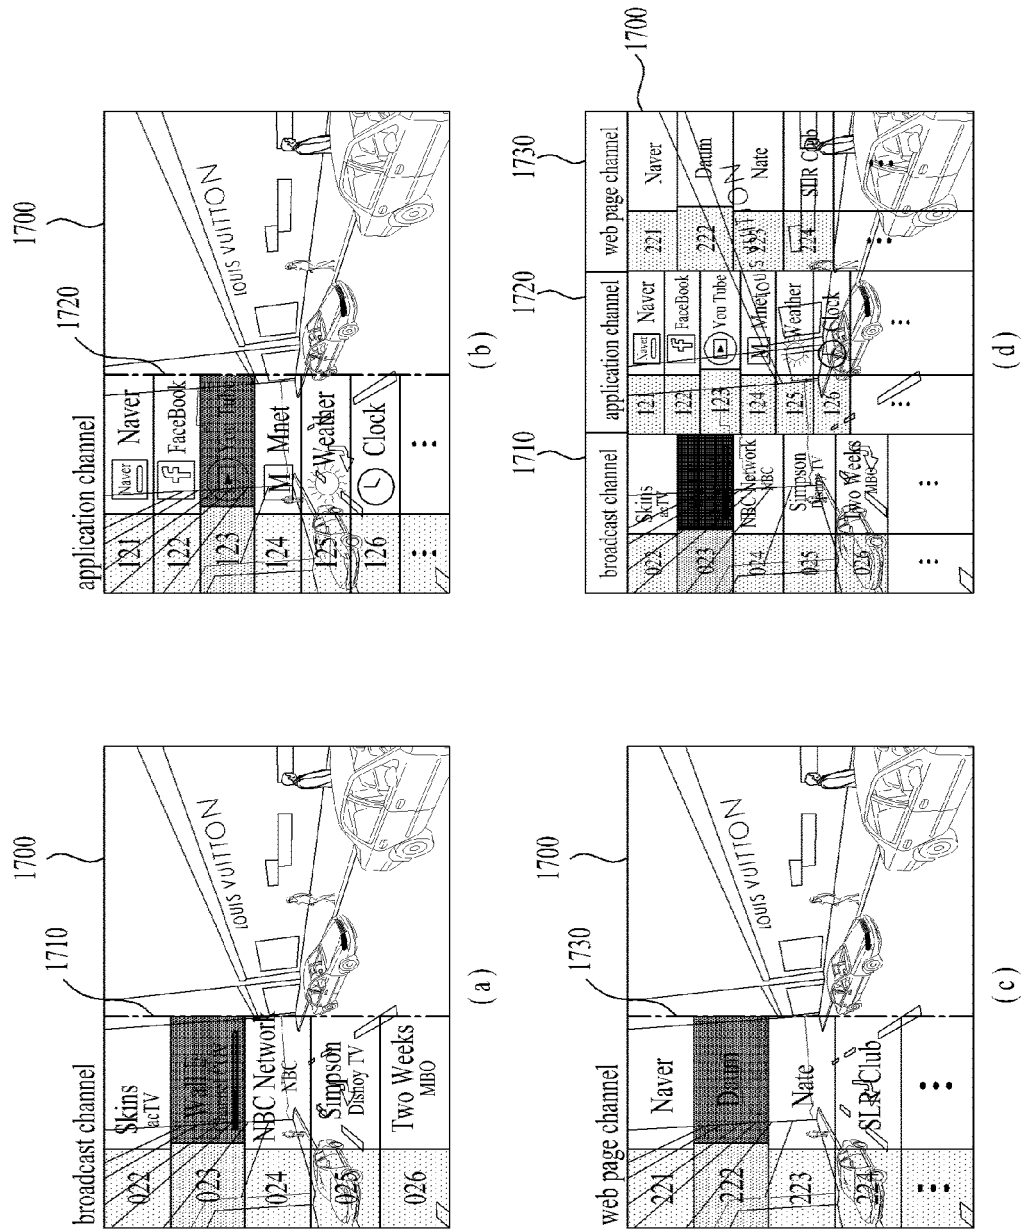 1700
1710
broadcast channel
022 Skins
acTV
023
024 NBC Network
NBC
025 Simpson
Dishoy TV
026 Two Weeks
MBO
LOUIS VUITTON
(a)
1700
1720
application channel
121 Naver Naver
122 f FaceBook
123 You Tube
124 M Mnet
125 Weather
126 Clock
LOUIS VUITTON
(b)
1700
1730
web page channel
221 Naver
222 Daum
223 Nate
224 SLR Club
LOUIS VUITTON
(c)
1710
1720
1730
1700
broadcast channel
022 Skins
acTV
023
024 NBC Network
025 Simpson
026 Two Weeks
application channel
121 Naver Naver
122 f FaceBook
123 You Tube
124 M Mnet
125 Weather
126 Clock
web page channel
221 Naver
222 Daum
223 Nate
224 SLR Club
LOUIS VUITTON
(d)